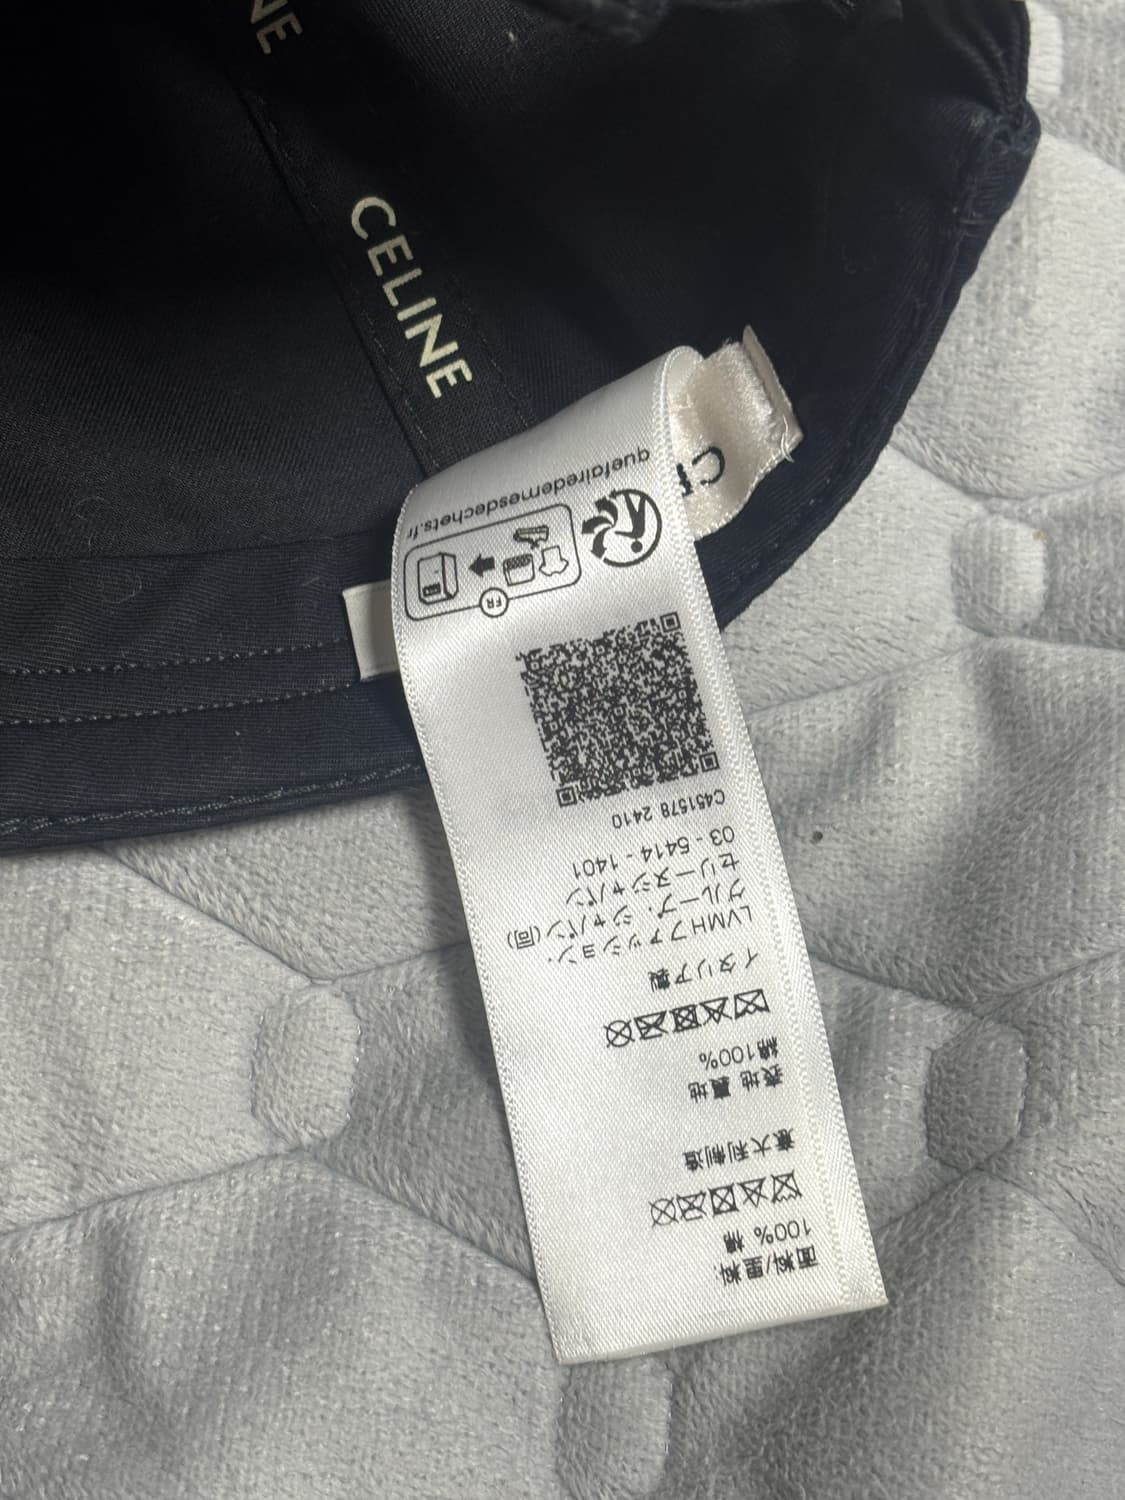 NE
CELINE
CE
面料/里料:
100% 棉
意大利制造
表地 裏地
綿100%
イタリア製
LVMHファッション・
グループ・ジャパン(同)
セリーヌジャパン
03 - 5414 - 1401
C451578 2410
FR
quefairedemesdechets.fr